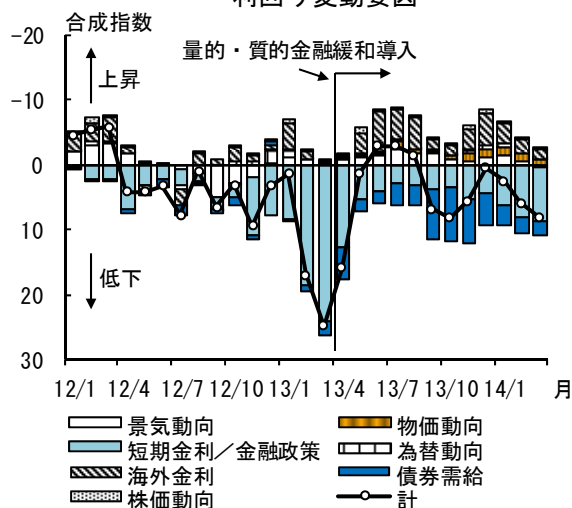 利回り変動要因
合成指数
量的・質的金融緩和導入
上昇
低下
-20
-10
0
10
20
30
12/1 12/4 12/7 12/10 13/1 13/4 13/7 13/10 14/1 月
景気動向 物価動向
短期金利／金融政策 為替動向
海外金利 債券需給
株価動向 計